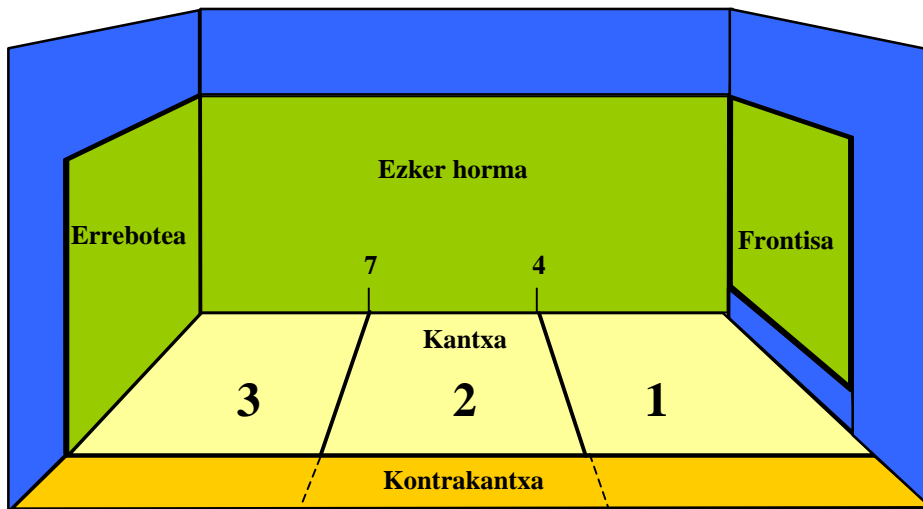 Ezker horma
Errebotea
Frontisa
7
4
Kantxa
3
2
1
Kontrakantxa